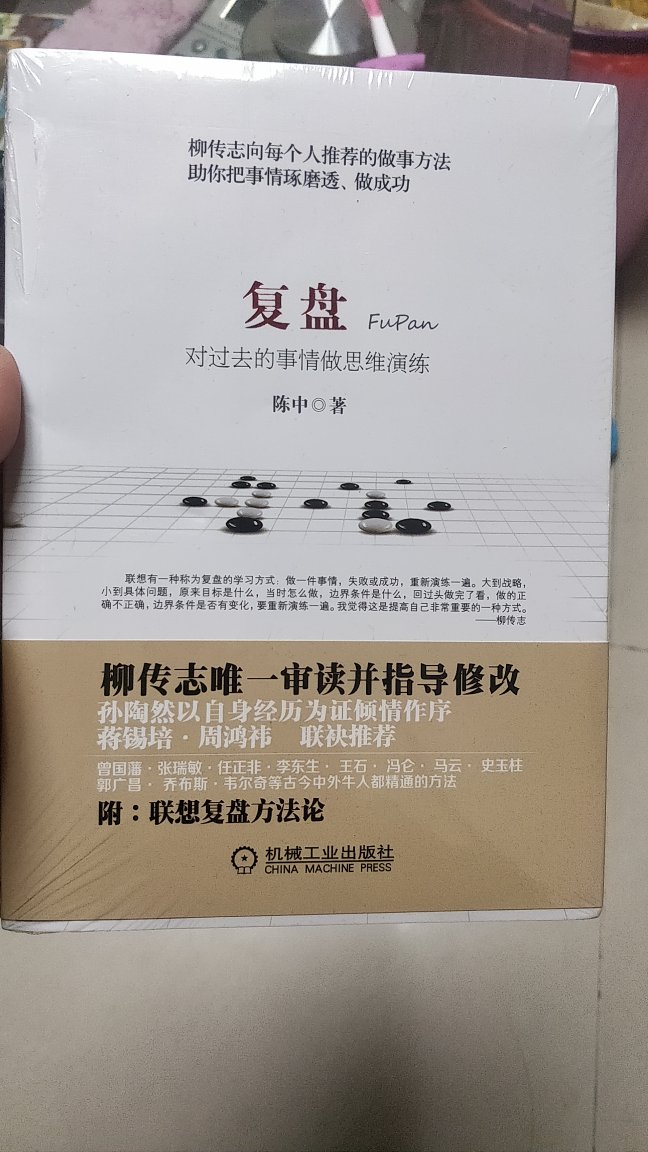 柳传志向每个人推荐的做事方法
助你把事情琢磨透、做成功
复盘 FuPan
对过去的事情做思维演练
陈中◎著
联想有一种称为复盘的学习方式：做一件事情，失败或成功，重新演练一遍。大到战略，
小到具体问题，原来目标是什么，当时怎么做，边界条件是什么，回过头做完了看，做的正
确不正确，边界条件是否有变化，要重新演练一遍。我觉得这是提高自己非常重要的一种方式。
——柳传志
柳传志唯一审读并指导修改
孙陶然以自身经历为证倾情作序
蒋锡培·周鸿祎 联袂推荐
曾国藩·张瑞敏·任正非·李东生·王石·冯仑·马云·史玉柱
郭广昌·乔布斯·韦尔奇等古今中外牛人都精通的方法
附：联想复盘方法论
机械工业出版社
CHINA MACHINE PRESS